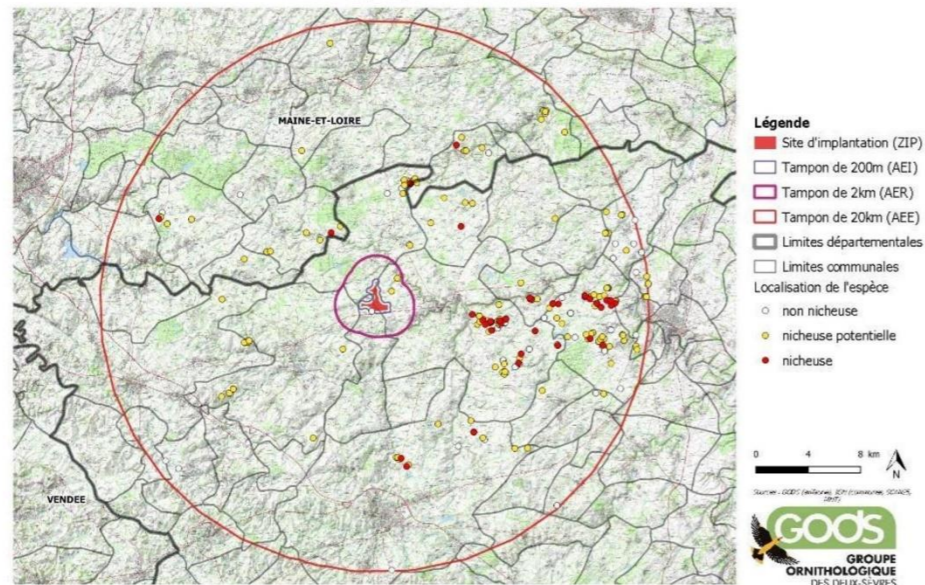 MAINE-ET-LOIRE
VENDEE
Légende
Site d'implantation (ZIP)
Tampon de 200m (AEI)
Tampon de 2km (AER)
Tampon de 20km (AEE)
Limites départementales
Limites communales
Localisation de l'espèce
non nicheuse
nicheuse potentielle
nicheuse
0 4 8 km
N
GODS
GROUPE
ORNITHOLOGIQUE
DES DEUX-SÈVRES